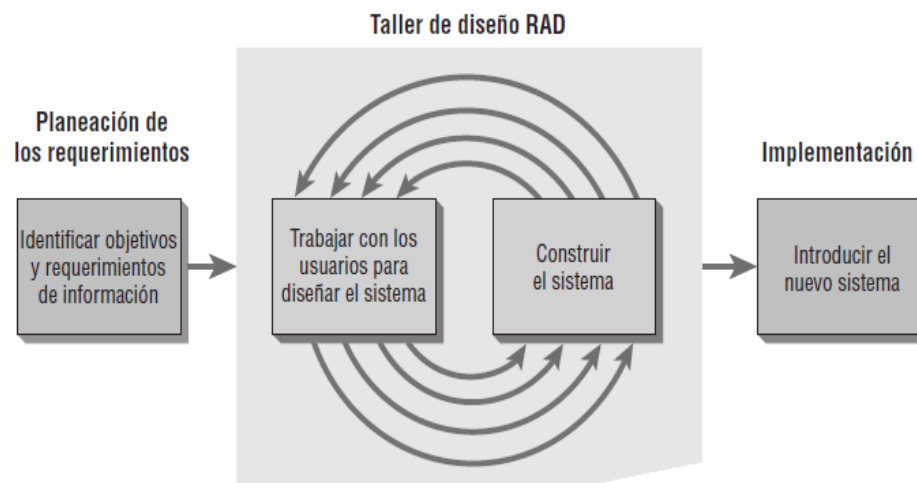 Taller de diseño RAD
Planeación de
los requerimientos
Implementación
Identificar objetivos
y requerimientos
de información
Trabajar con los
usuarios para
diseñar el sistema
Construir
el sistema
Introducir el
nuevo sistema